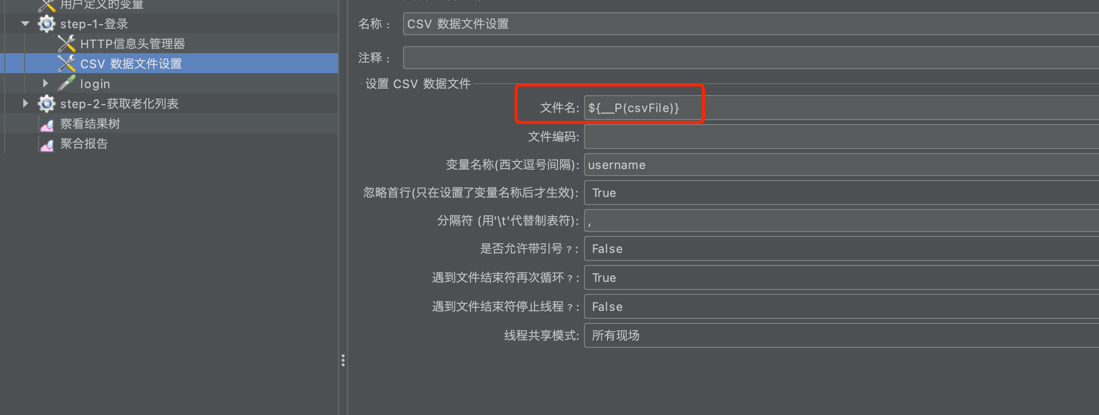 用户定义的变量
step-1-登录
HTTP信息头管理器
CSV 数据文件设置
login
step-2-获取老化列表
察看结果树
聚合报告
名称： CSV 数据文件设置
注释：
设置 CSV 数据文件
文件名: ${__P(csvFile)}
文件编码:
变量名称(西文逗号间隔): username
忽略首行(只在设置了变量名称后才生效): True
分隔符 (用'\t'代替制表符): ,
是否允许带引号？: False
遇到文件结束符再次循环？: True
遇到文件结束符停止线程？: False
线程共享模式: 所有现场